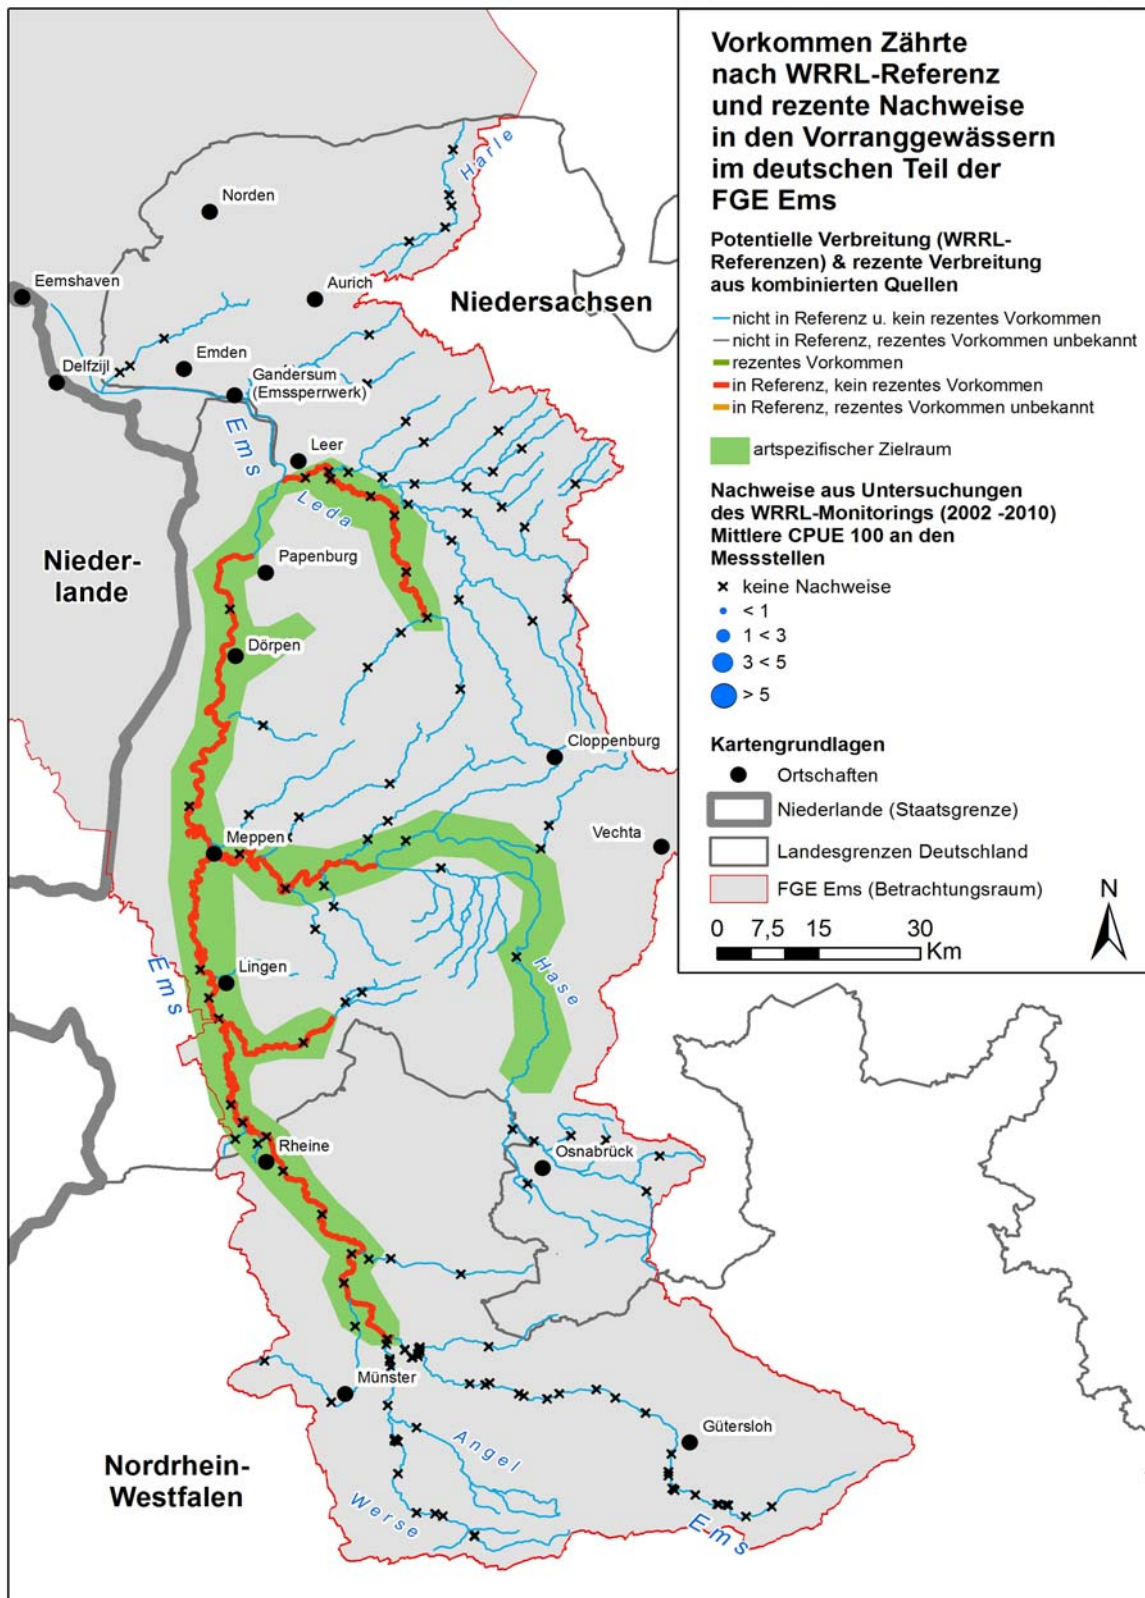 Vorkommen Zährte
nach WRRL-Referenz
und rezente Nachweise
in den Vorranggewässern
im deutschen Teil der
FGE Ems
Potentielle Verbreitung (WRRL-
Referenzen) & rezente Verbreitung
aus kombinierten Quellen
nicht in Referenz u. kein rezentes Vorkommen
nicht in Referenz, rezentes Vorkommen unbekannt
rezentes Vorkommen
in Referenz, kein rezentes Vorkommen
in Referenz, rezentes Vorkommen unbekannt
artspezifischer Zielraum
Nachweise aus Untersuchungen
des WRRL-Monitorings (2002 -2010)
Mittlere CPUE 100 an den
Messstellen
keine Nachweise
< 1
1 < 3
3 < 5
> 5
Kartengrundlagen
Ortschaften
Niederlande (Staatsgrenze)
Landesgrenzen Deutschland
FGE Ems (Betrachtungsraum)
0 7,5 15 30
Km
N
Harle
Norden
Eemshaven
Aurich
Niedersachsen
Delfzijl
Emden
Gandersum
(Emssperrwerk)
Ems
Leer
Leda
Nieder-
lande
Papenburg
Dörpen
Cloppenburg
Meppen
Vechta
Lingen
Ems
Hase
Rheine
Osnabrück
Münster
Gütersloh
Angel
Nordrhein-
Westfalen
Werse
Ems